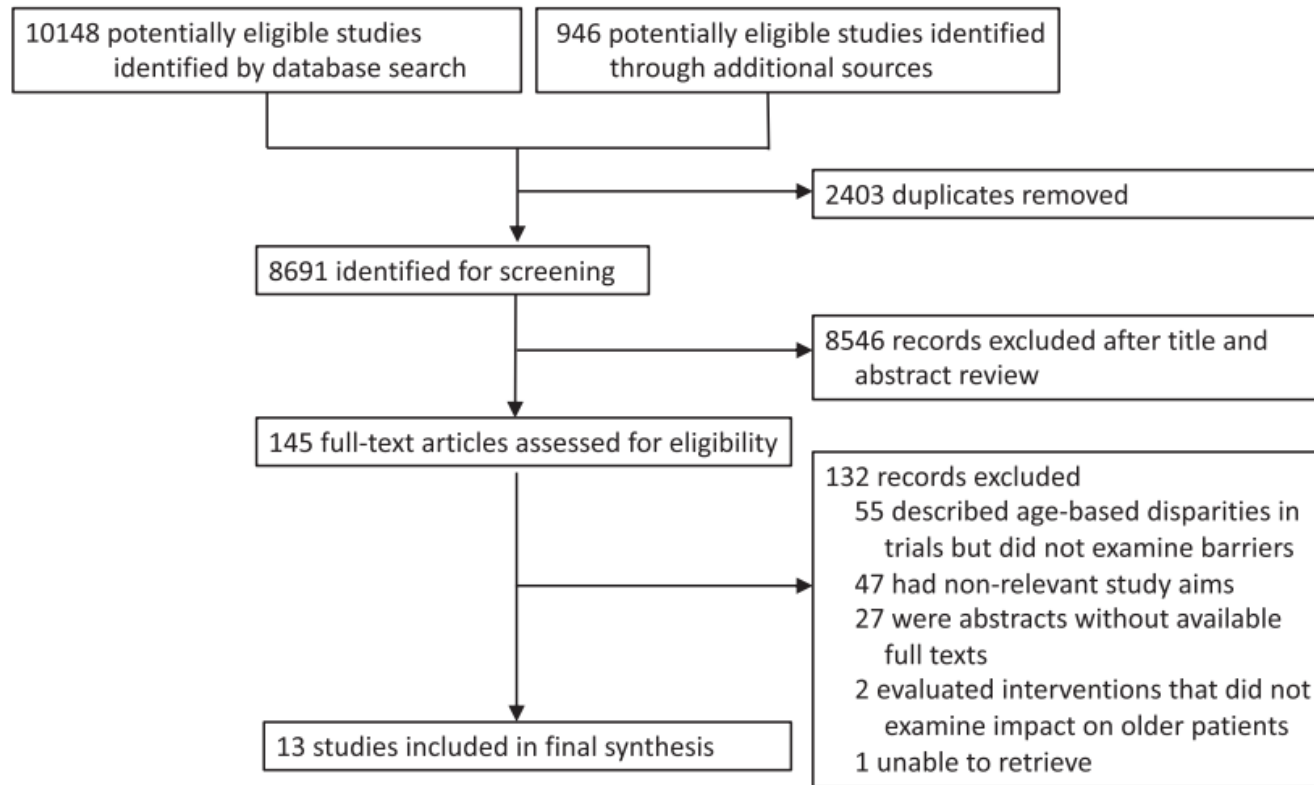 10148 potentially eligible studies
identified by database search
946 potentially eligible studies identified
through additional sources
2403 duplicates removed
8691 identified for screening
8546 records excluded after title and
abstract review
145 full-text articles assessed for eligibility
132 records excluded
55 described age-based disparities in
trials but did not examine barriers
47 had non-relevant study aims
27 were abstracts without available
full texts
2 evaluated interventions that did not
examine impact on older patients
1 unable to retrieve
13 studies included in final synthesis